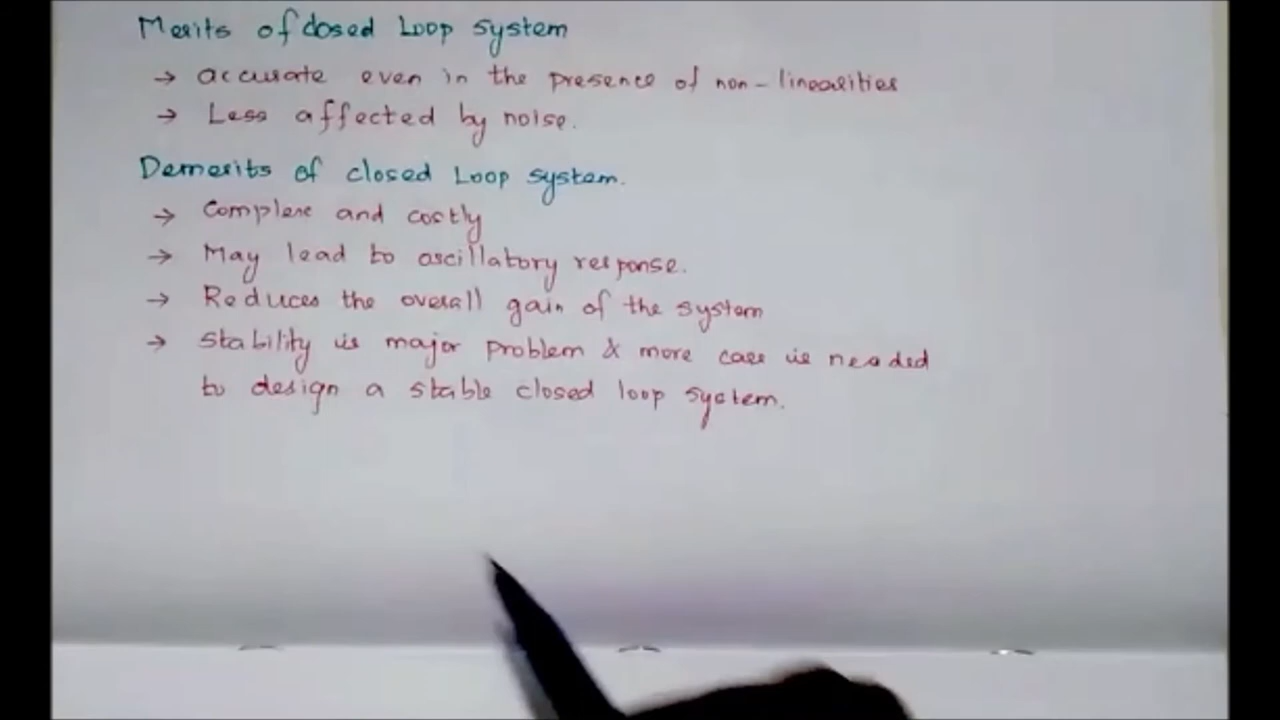 Merits of closed Loop system
→ accurate even in the presence of non-linearities
→ Less affected by noise.
Demerits of closed Loop system.
→ Complex and costly
→ May lead to oscillatory response.
→ Reduces the overall gain of the system
→ Stability is major problem & more care is needed
to design a stable closed loop system.